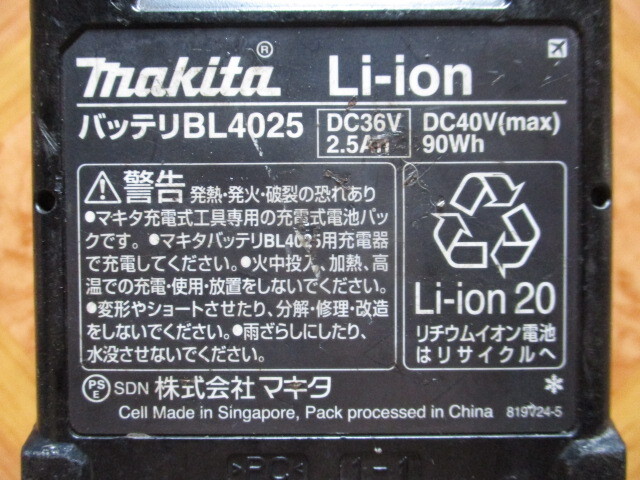 makita® Li-ion
バッテリBL4025 DC36V DC40V(max)
2.5Ah 90Wh
警告 発熱・発火・破裂の恐れあり
●マキタ充電式工具専用の充電式電池パッ
クです。●マキタバッテリBL4025用充電器
で充電してください。●火中投入、加熱、高
温での充電・使用・放置をしないでください。
●変形やショートさせたり、分解・修理・改造
をしないでください。●雨ざらしにしたり、
水没させないでください。
Li-ion 20
リチウムイオン電池
はリサイクルへ
PSE SDN 株式会社 マキタ *
Cell Made in Singapore, Pack processed in China 819V24-5
>PC< 1-1